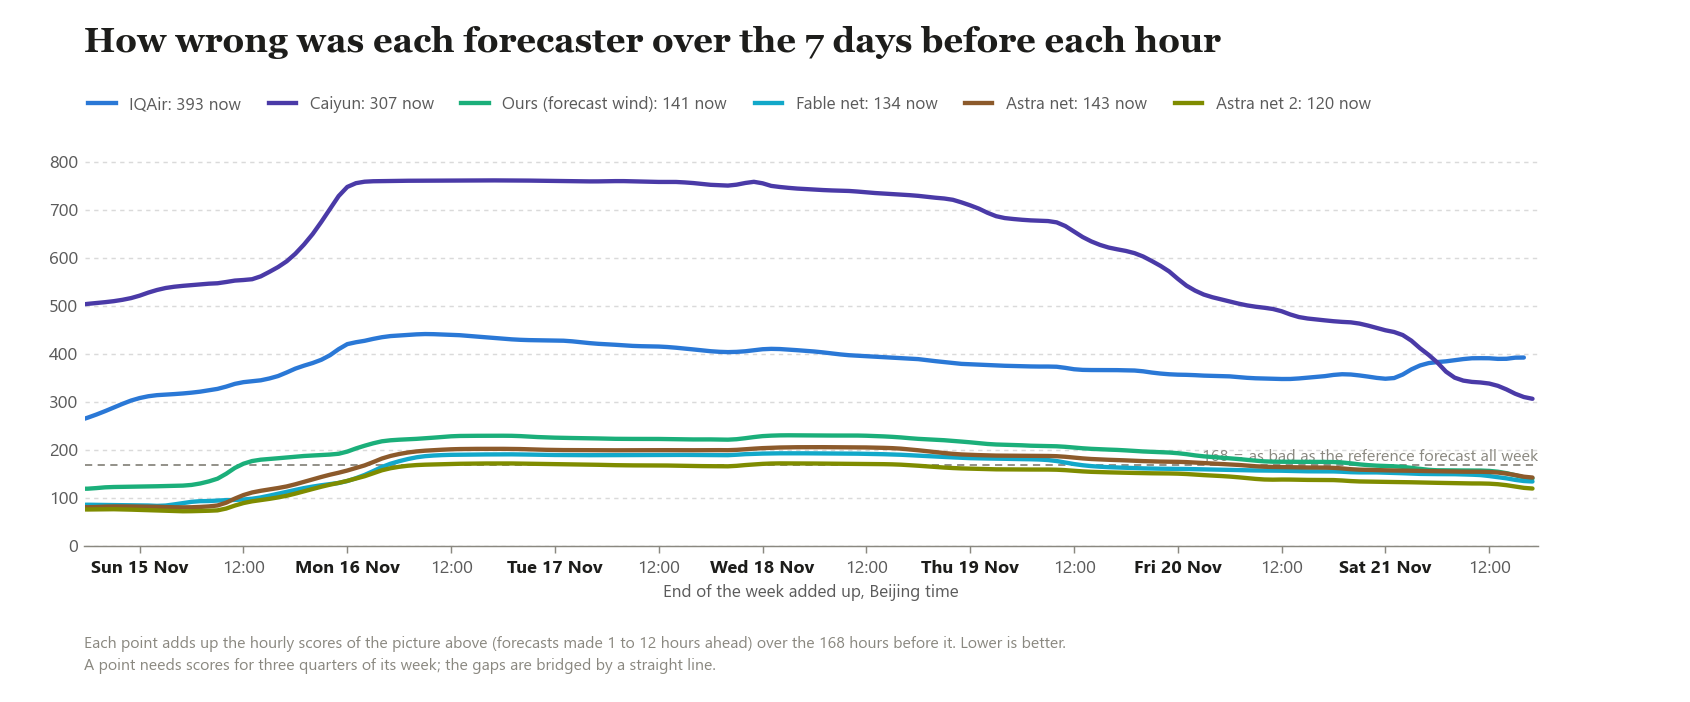 How wrong was each forecaster over the 7 days before each hour
IQAir: 393 now Caiyun: 307 now Ours (forecast wind): 141 now Fable net: 134 now Astra net: 143 now Astra net 2: 120 now
800
700
600
500
400
300
200
168 = as bad as the reference forecast all week
100
0
Sun 15 Nov 12:00 Mon 16 Nov 12:00 Tue 17 Nov 12:00 Wed 18 Nov 12:00 Thu 19 Nov 12:00 Fri 20 Nov 12:00 Sat 21 Nov 12:00
End of the week added up, Beijing time
Each point adds up the hourly scores of the picture above (forecasts made 1 to 12 hours ahead) over the 168 hours before it. Lower is better.
A point needs scores for three quarters of its week; the gaps are bridged by a straight line.